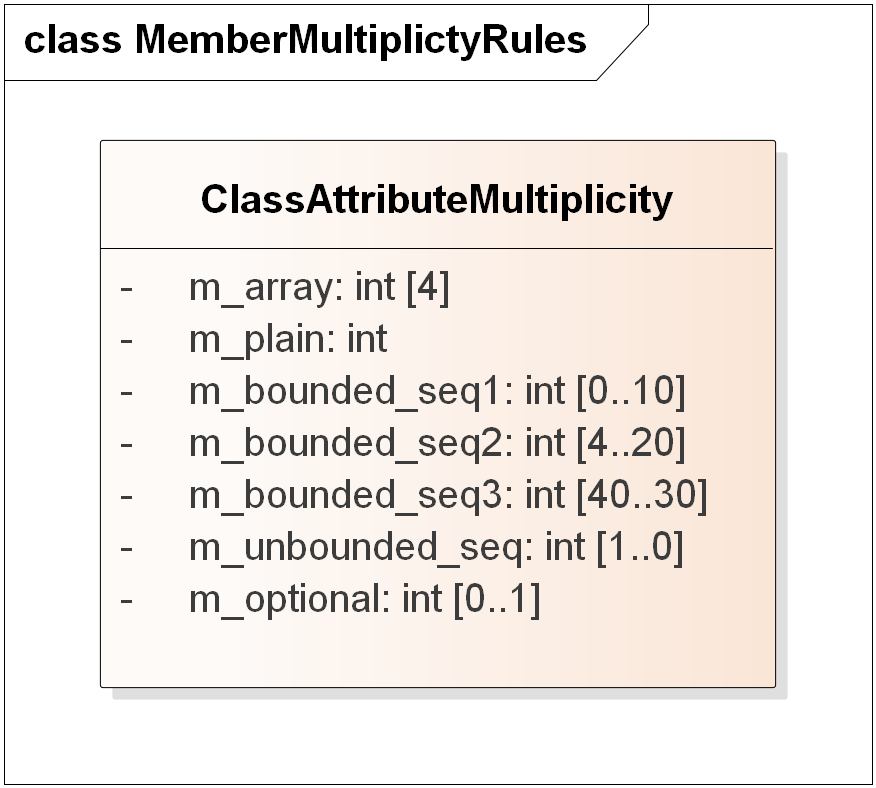 class MemberMultiplictyRules
ClassAttributeMultiplicity
- m_array: int [4]
- m_plain: int
- m_bounded_seq1: int [0..10]
- m_bounded_seq2: int [4..20]
- m_bounded_seq3: int [40..30]
- m_unbounded_seq: int [1..0]
- m_optional: int [0..1]